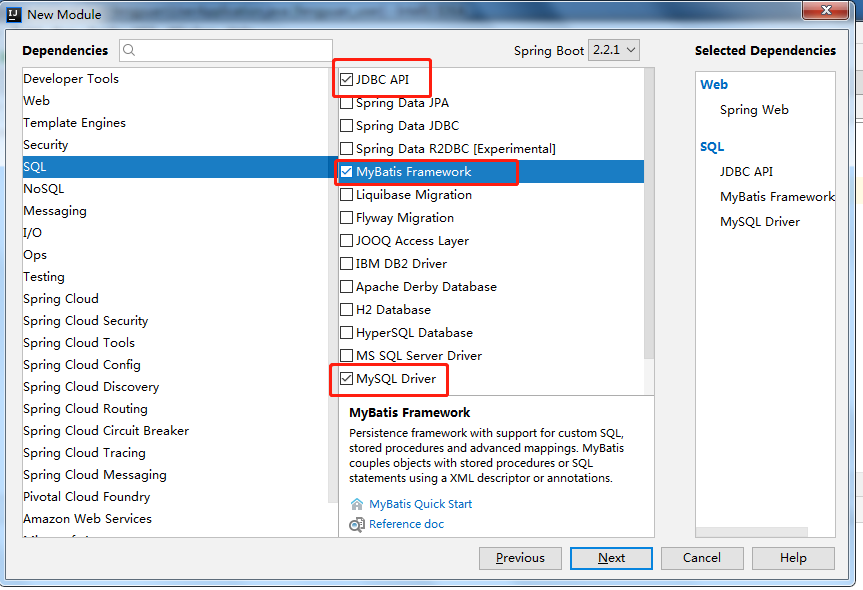 New Module
Dependencies
Spring Boot 2.2.1
Selected Dependencies
Developer Tools
Web
Template Engines
Security
SQL
NoSQL
Messaging
I/O
Ops
Testing
Spring Cloud
Spring Cloud Security
Spring Cloud Tools
Spring Cloud Config
Spring Cloud Discovery
Spring Cloud Routing
Spring Cloud Circuit Breaker
Spring Cloud Tracing
Spring Cloud Messaging
Pivotal Cloud Foundry
Amazon Web Services
JDBC API
Spring Data JPA
Spring Data JDBC
Spring Data R2DBC [Experimental]
MyBatis Framework
Liquibase Migration
Flyway Migration
JOOQ Access Layer
IBM DB2 Driver
Apache Derby Database
H2 Database
HyperSQL Database
MS SQL Server Driver
MySQL Driver
MyBatis Framework
Persistence framework with support for custom SQL,
stored procedures and advanced mappings. MyBatis
couples objects with stored procedures or SQL
statements using a XML descriptor or annotations.
MyBatis Quick Start
Reference doc
Web
Spring Web
SQL
JDBC API
MyBatis Framework
MySQL Driver
Previous
Next
Cancel
Help